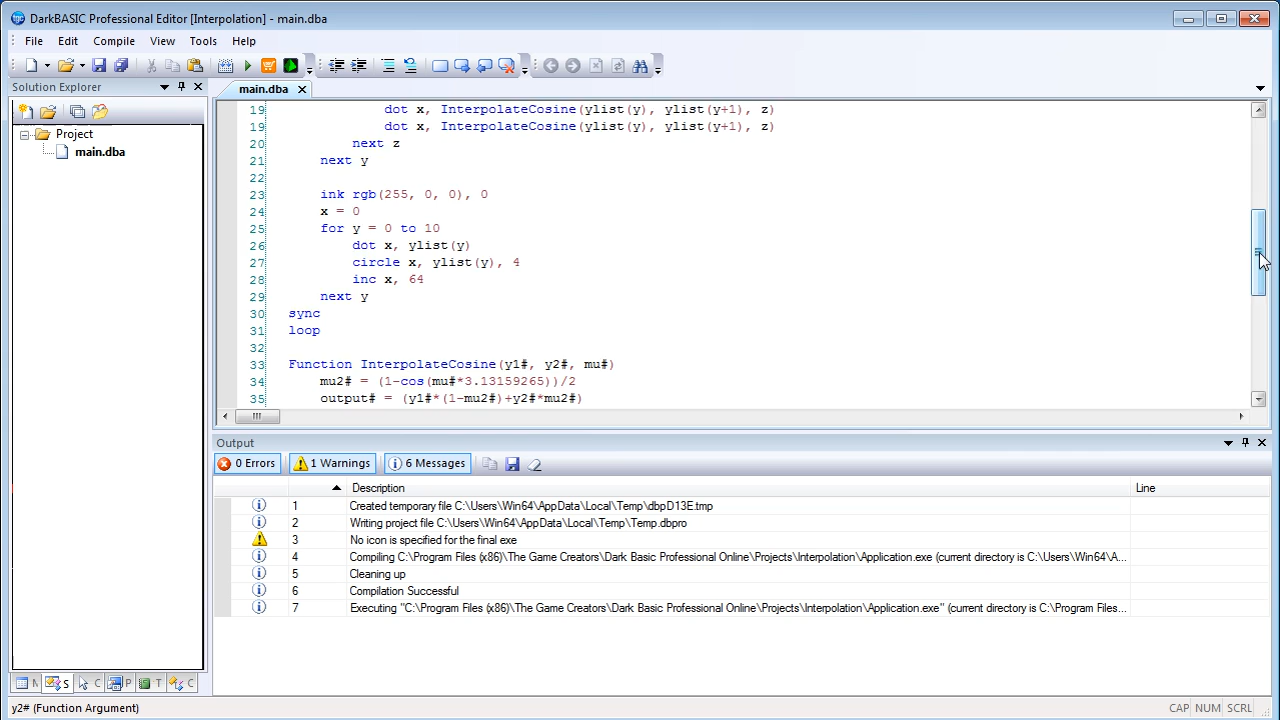 DarkBASIC Professional Editor [Interpolation] - main.dba
File Edit Compile View Tools Help
Solution Explorer
main.dba
Project
main.dba
19 dot x, InterpolateCosine(ylist(y), ylist(y+1), z)
19 dot x, InterpolateCosine(ylist(y), ylist(y+1), z)
20 next z
21 next y
22
23 ink rgb(255, 0, 0), 0
24 x = 0
25 for y = 0 to 10
26 dot x, ylist(y)
27 circle x, ylist(y), 4
28 inc x, 64
29 next y
30 sync
31 loop
32
33 Function InterpolateCosine(y1#, y2#, mu#)
34 mu2# = (1-cos(mu#*3.13159265))/2
35 output# = (y1#*(1-mu2#)+y2#*mu2#)
Output
0 Errors 1 Warnings 6 Messages
Description Line
1 Created temporary file C:\Users\Win64\AppData\Local\Temp\dbpD13E.tmp
2 Writing project file C:\Users\Win64\AppData\Local\Temp\Temp.dbpro
3 No icon is specified for the final exe
4 Compiling C:\Program Files (x86)\The Game Creators\Dark Basic Professional Online\Projects\Interpolation\Application.exe (current directory is C:\Users\Win64\A...
5 Cleaning up
6 Compilation Successful
7 Executing "C:\Program Files (x86)\The Game Creators\Dark Basic Professional Online\Projects\Interpolation\Application.exe" (current directory is C:\Program Files...
S C P T C
y2# (Function Argument) CAP NUM SCRL